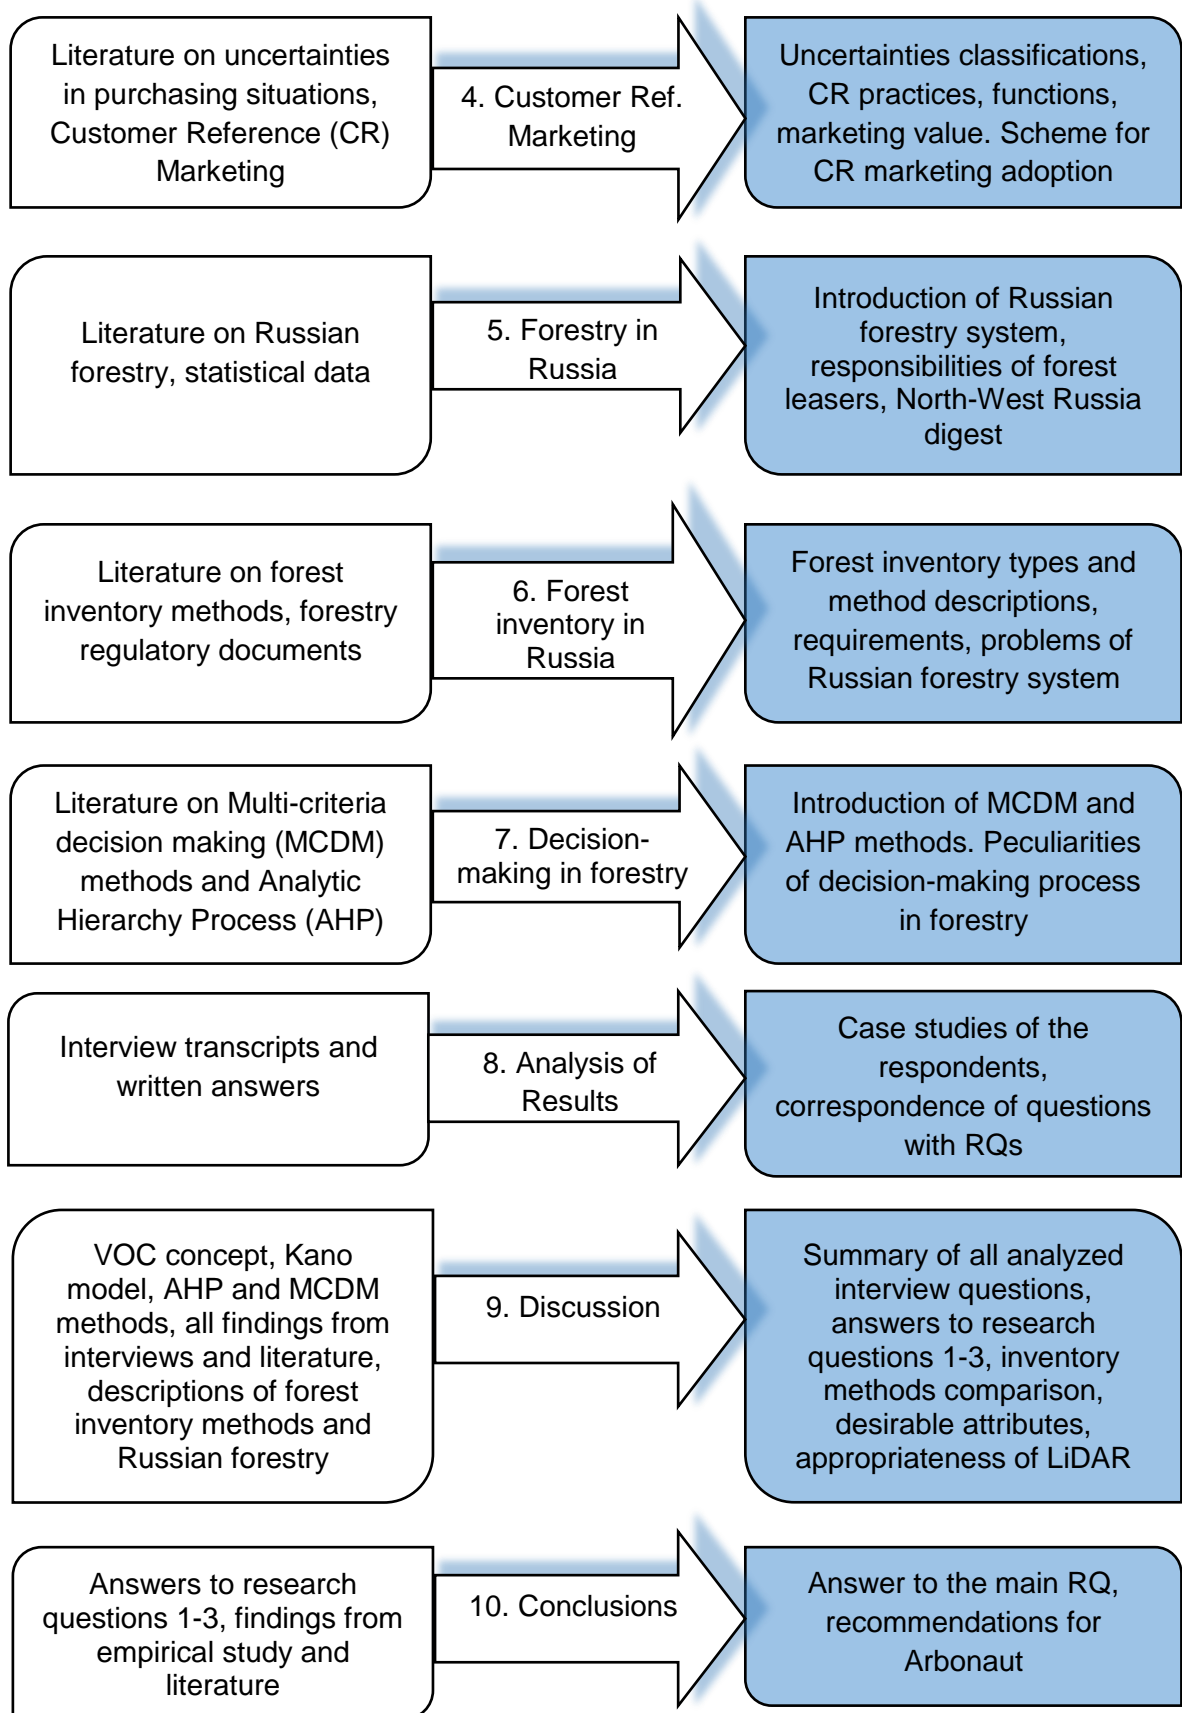 Literature on uncertainties
in purchasing situations,
Customer Reference (CR)
Marketing
4. Customer Ref.
Marketing
Uncertainties classifications,
CR practices, functions,
marketing value. Scheme for
CR marketing adoption
Literature on Russian
forestry, statistical data
5. Forestry in
Russia
Introduction of Russian
forestry system,
responsibilities of forest
leasers, North-West Russia
digest
Literature on forest
inventory methods, forestry
regulatory documents
6. Forest
inventory in
Russia
Forest inventory types and
method descriptions,
requirements, problems of
Russian forestry system
Literature on Multi-criteria
decision making (MCDM)
methods and Analytic
Hierarchy Process (AHP)
7. Decision-
making in forestry
Introduction of MCDM and
AHP methods. Peculiarities
of decision-making process
in forestry
Interview transcripts and
written answers
8. Analysis of
Results
Case studies of the
respondents,
correspondence of questions
with RQs
VOC concept, Kano
model, AHP and MCDM
methods, all findings from
interviews and literature,
descriptions of forest
inventory methods and
Russian forestry
9. Discussion
Summary of all analyzed
interview questions,
answers to research
questions 1-3, inventory
methods comparison,
desirable attributes,
appropriateness of LiDAR
Answers to research
questions 1-3, findings from
empirical study and
literature
10. Conclusions
Answer to the main RQ,
recommendations for
Arbonaut